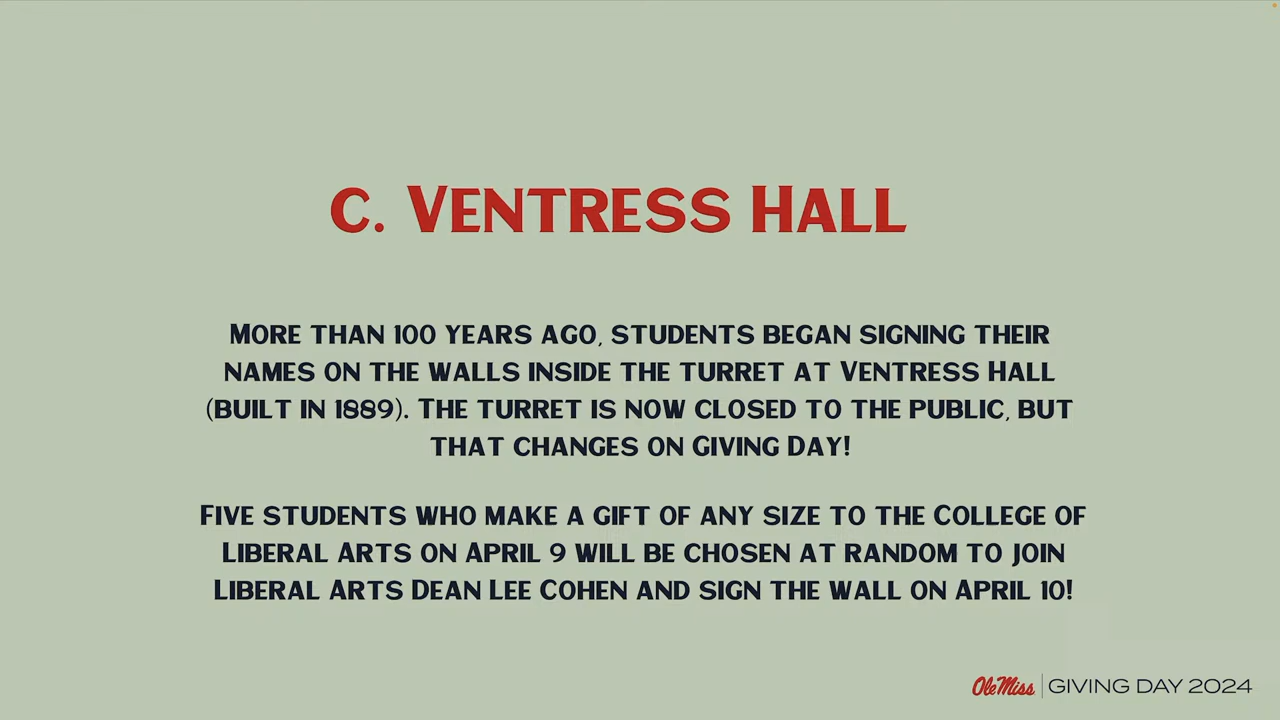 C. Ventress Hall
More than 100 years ago, students began signing their
names on the walls inside the turret at Ventress Hall
(built in 1889). The turret is now closed to the public, but
that changes on Giving Day!
Five students who make a gift of any size to the College of
Liberal Arts on April 9 will be chosen at random to join
Liberal Arts Dean Lee Cohen and sign the wall on April 10!
Ole Miss | GIVING DAY 2024